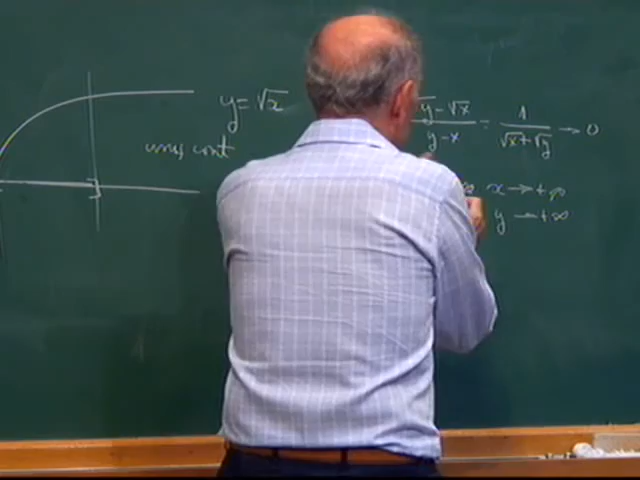 y = √x
unif cont
√y - √x / y - x = 1 / √x + √y → 0
∞ x → +∞
y → +∞